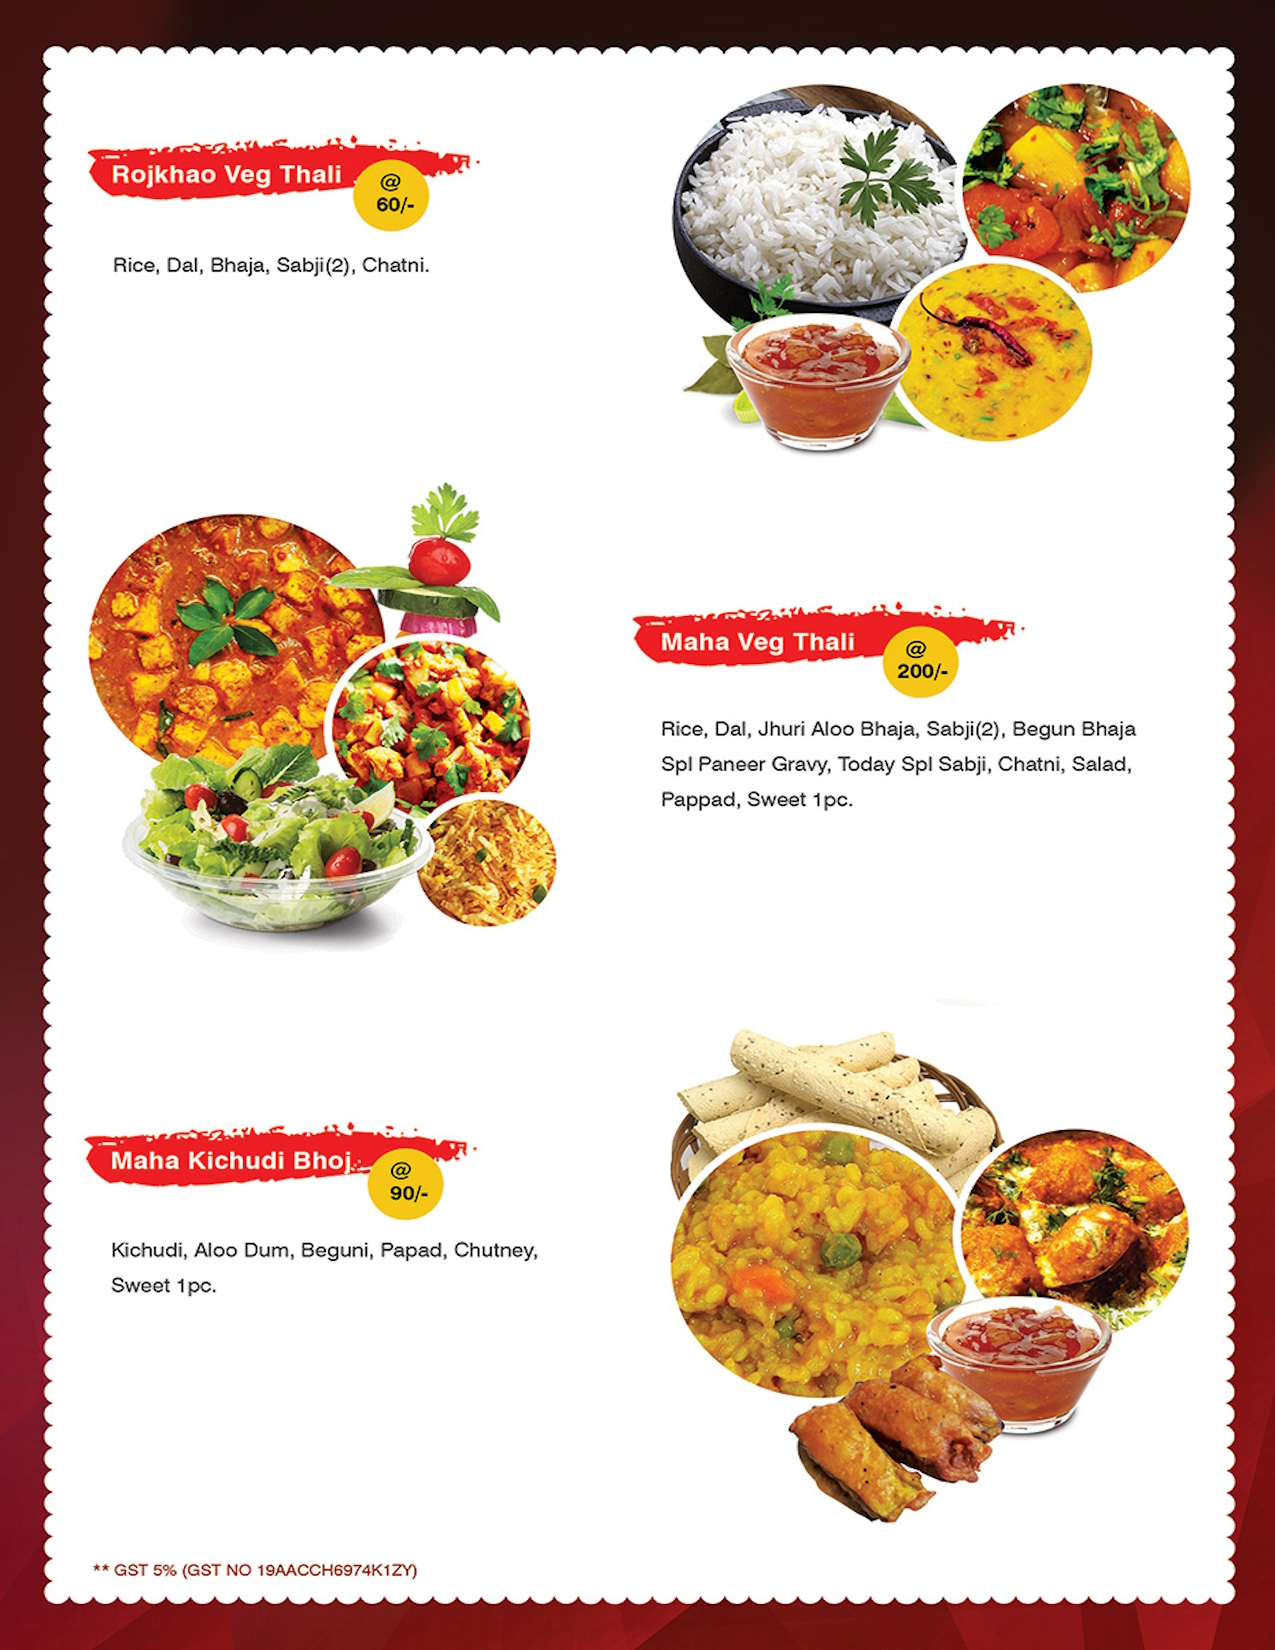 Rojkhao Veg Thali
@
60/-
Rice, Dal, Bhaja, Sabji(2), Chatni.
Maha Veg Thali
@
200/-
Rice, Dal, Jhuri Aloo Bhaja, Sabji(2), Begun Bhaja
Spl Paneer Gravy, Today Spl Sabji, Chatni, Salad,
Pappad, Sweet 1pc.
Maha Kichudi Bhoj
@
90/-
Kichudi, Aloo Dum, Beguni, Papad, Chutney,
Sweet 1pc.
** GST 5% (GST NO 19AACCH6974K1ZY)